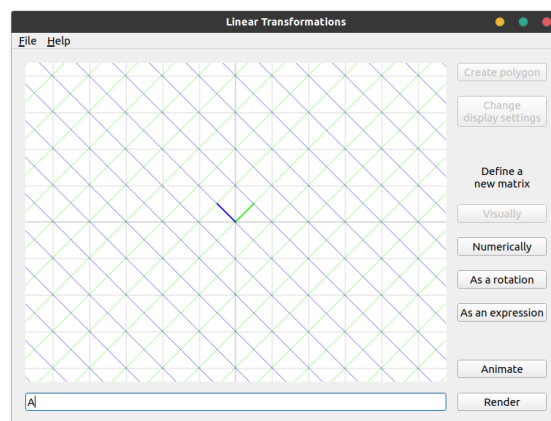 Linear Transformations
File Help
Create polygon
Change
display settings
Define a
new matrix
Visually
Numerically
As a rotation
As an expression
Animate
A
Render